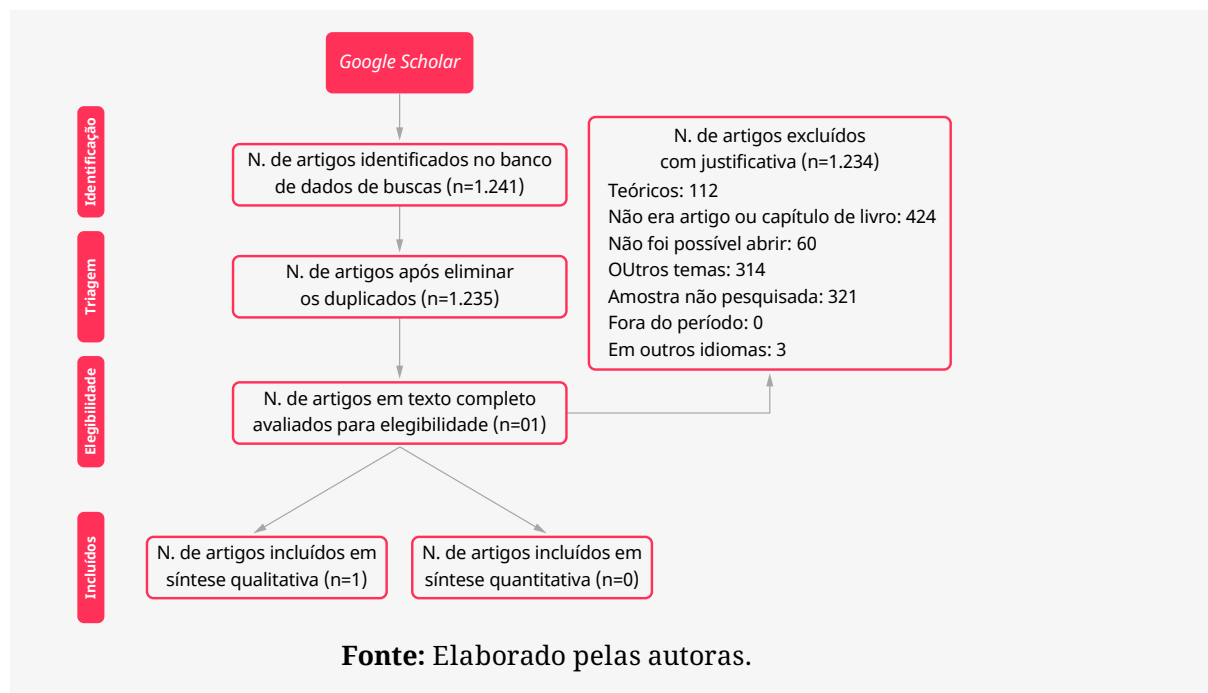 Google Scholar
Identificação
N. de artigos identificados no banco
de dados de buscas (n=1.241)
N. de artigos excluídos
com justificativa (n=1.234)
Teóricos: 112
Não era artigo ou capítulo de livro: 424
Não foi possível abrir: 60
OUtros temas: 314
Amostra não pesquisada: 321
Fora do período: 0
Em outros idiomas: 3
Triagem
N. de artigos após eliminar
os duplicados (n=1.235)
Elegibilidade
N. de artigos em texto completo
avaliados para elegibilidade (n=01)
Incluídos
N. de artigos incluídos em
síntese qualitativa (n=1)
N. de artigos incluídos em
síntese quantitativa (n=0)
Fonte: Elaborado pelas autoras.